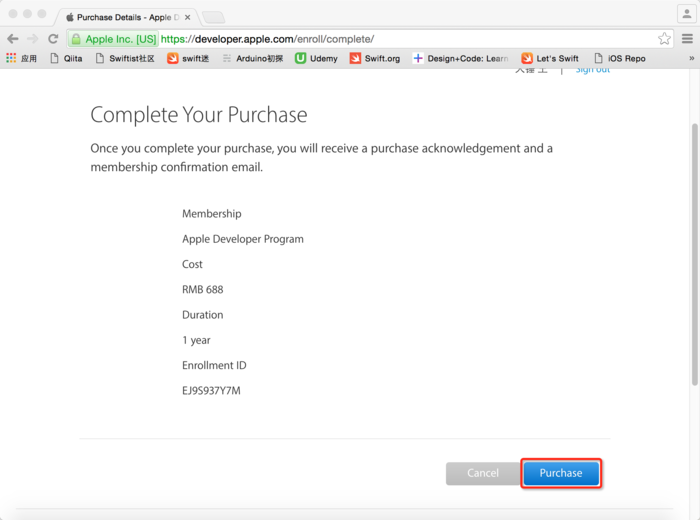 Purchase Details - Apple D
Apple Inc. [US] https://developer.apple.com/enroll/complete/
应用 Qiita Swiftist社区 swift迷 Arduino初探 Udemy Swift.org Design+Code: Learn Let's Swift iOS Repo »
Sign out
Complete Your Purchase
Once you complete your purchase, you will receive a purchase acknowledgement and a
membership confirmation email.
Membership
Apple Developer Program
Cost
RMB 688
Duration
1 year
Enrollment ID
EJ9S937Y7M
Cancel Purchase